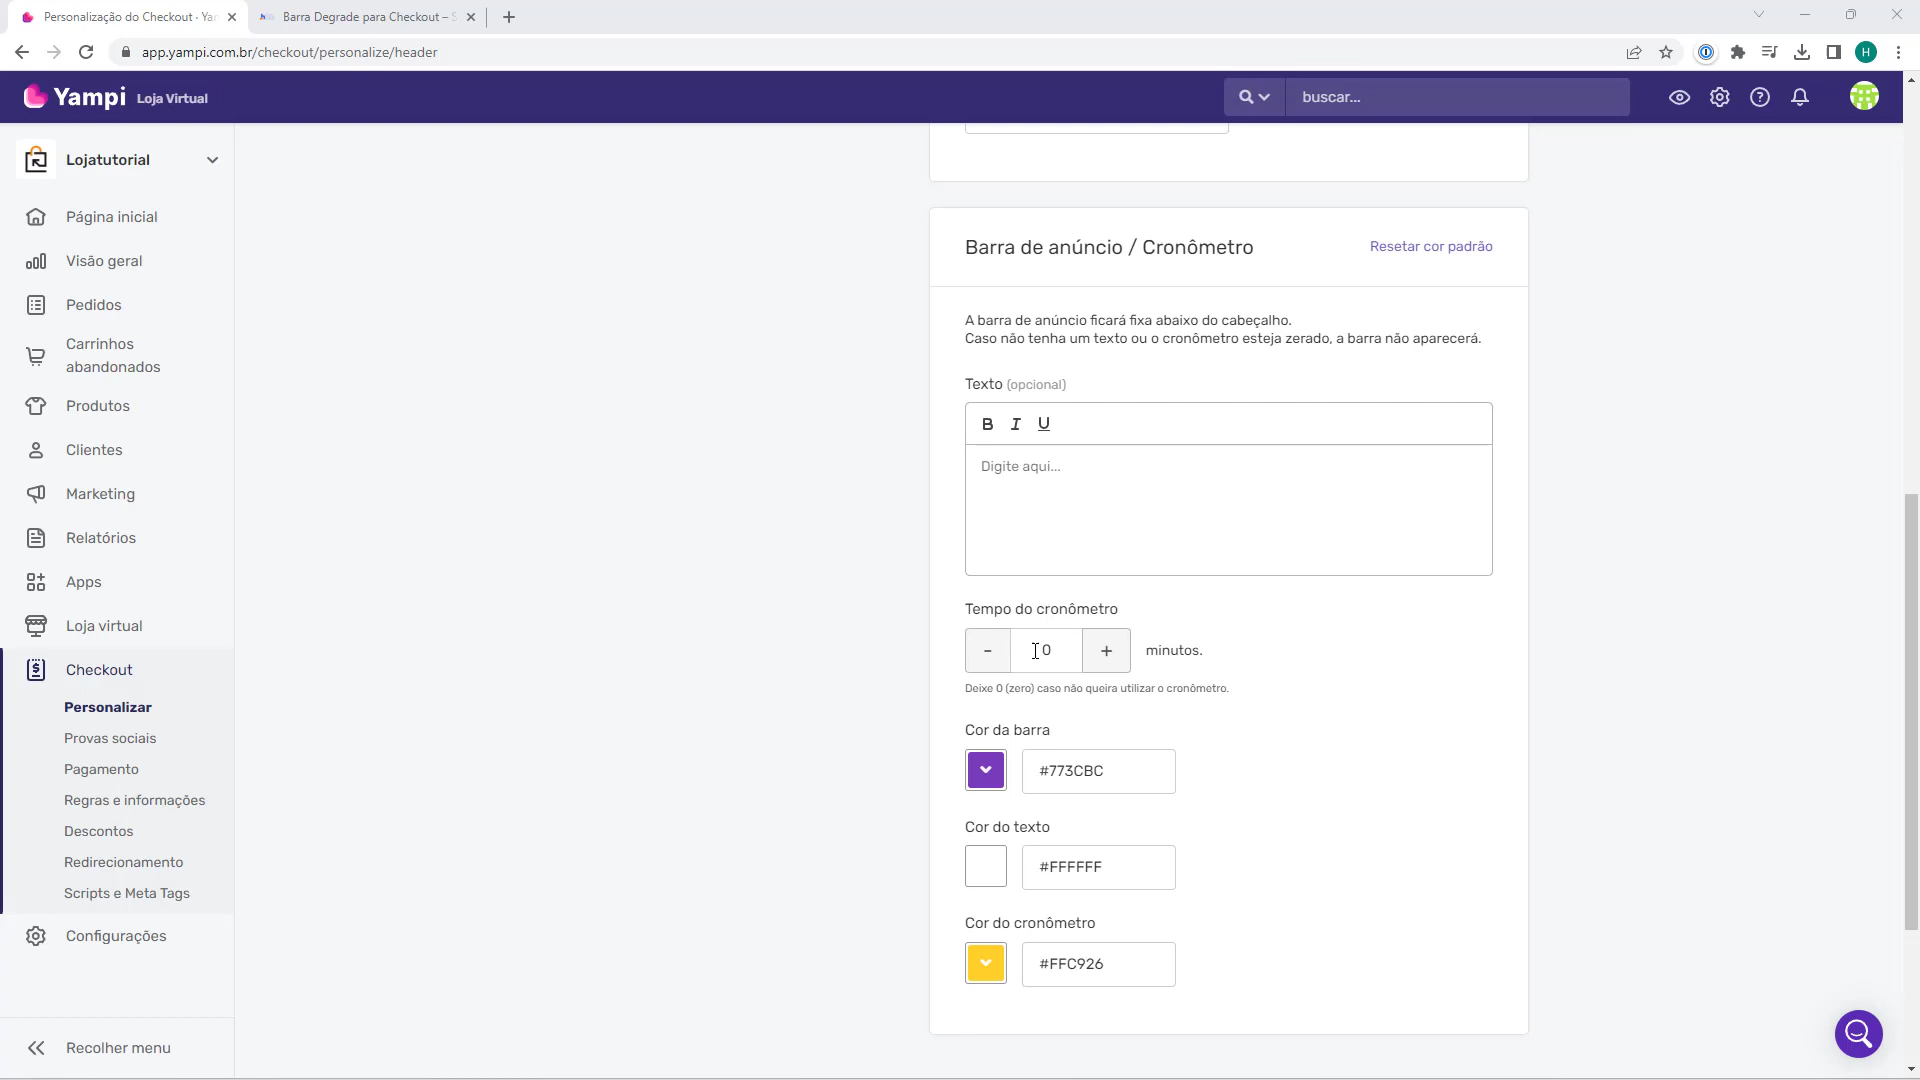 Personalização do Checkout · Yam
Barra Degrade para Checkout – S
app.yampi.com.br/checkout/personalize/header
H
Yampi Loja Virtual
buscar...
Lojatutorial
Página inicial
Visão geral
Pedidos
Carrinhos
abandonados
Produtos
Clientes
Marketing
Relatórios
Apps
Loja virtual
Checkout
Personalizar
Provas sociais
Pagamento
Regras e informações
Descontos
Redirecionamento
Scripts e Meta Tags
Configurações
Recolher menu
Barra de anúncio / Cronômetro
Resetar cor padrão
A barra de anúncio ficará fixa abaixo do cabeçalho.
Caso não tenha um texto ou o cronômetro esteja zerado, a barra não aparecerá.
Texto (opcional)
B I U
Digite aqui...
Tempo do cronômetro
- 0 + minutos.
Deixe 0 (zero) caso não queira utilizar o cronômetro.
Cor da barra
#773CBC
Cor do texto
#FFFFFF
Cor do cronômetro
#FFC926